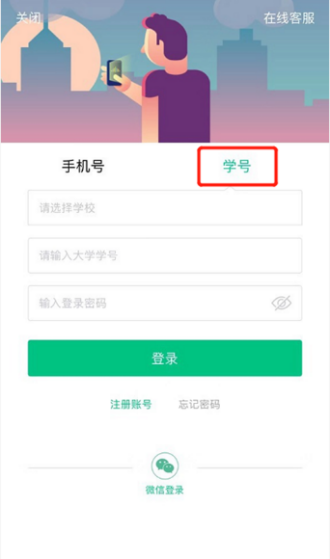 关闭 在线客服
手机号 学号
请选择学校
请输入大学学号
输入登录密码
登录
注册账号 忘记密码
微信登录